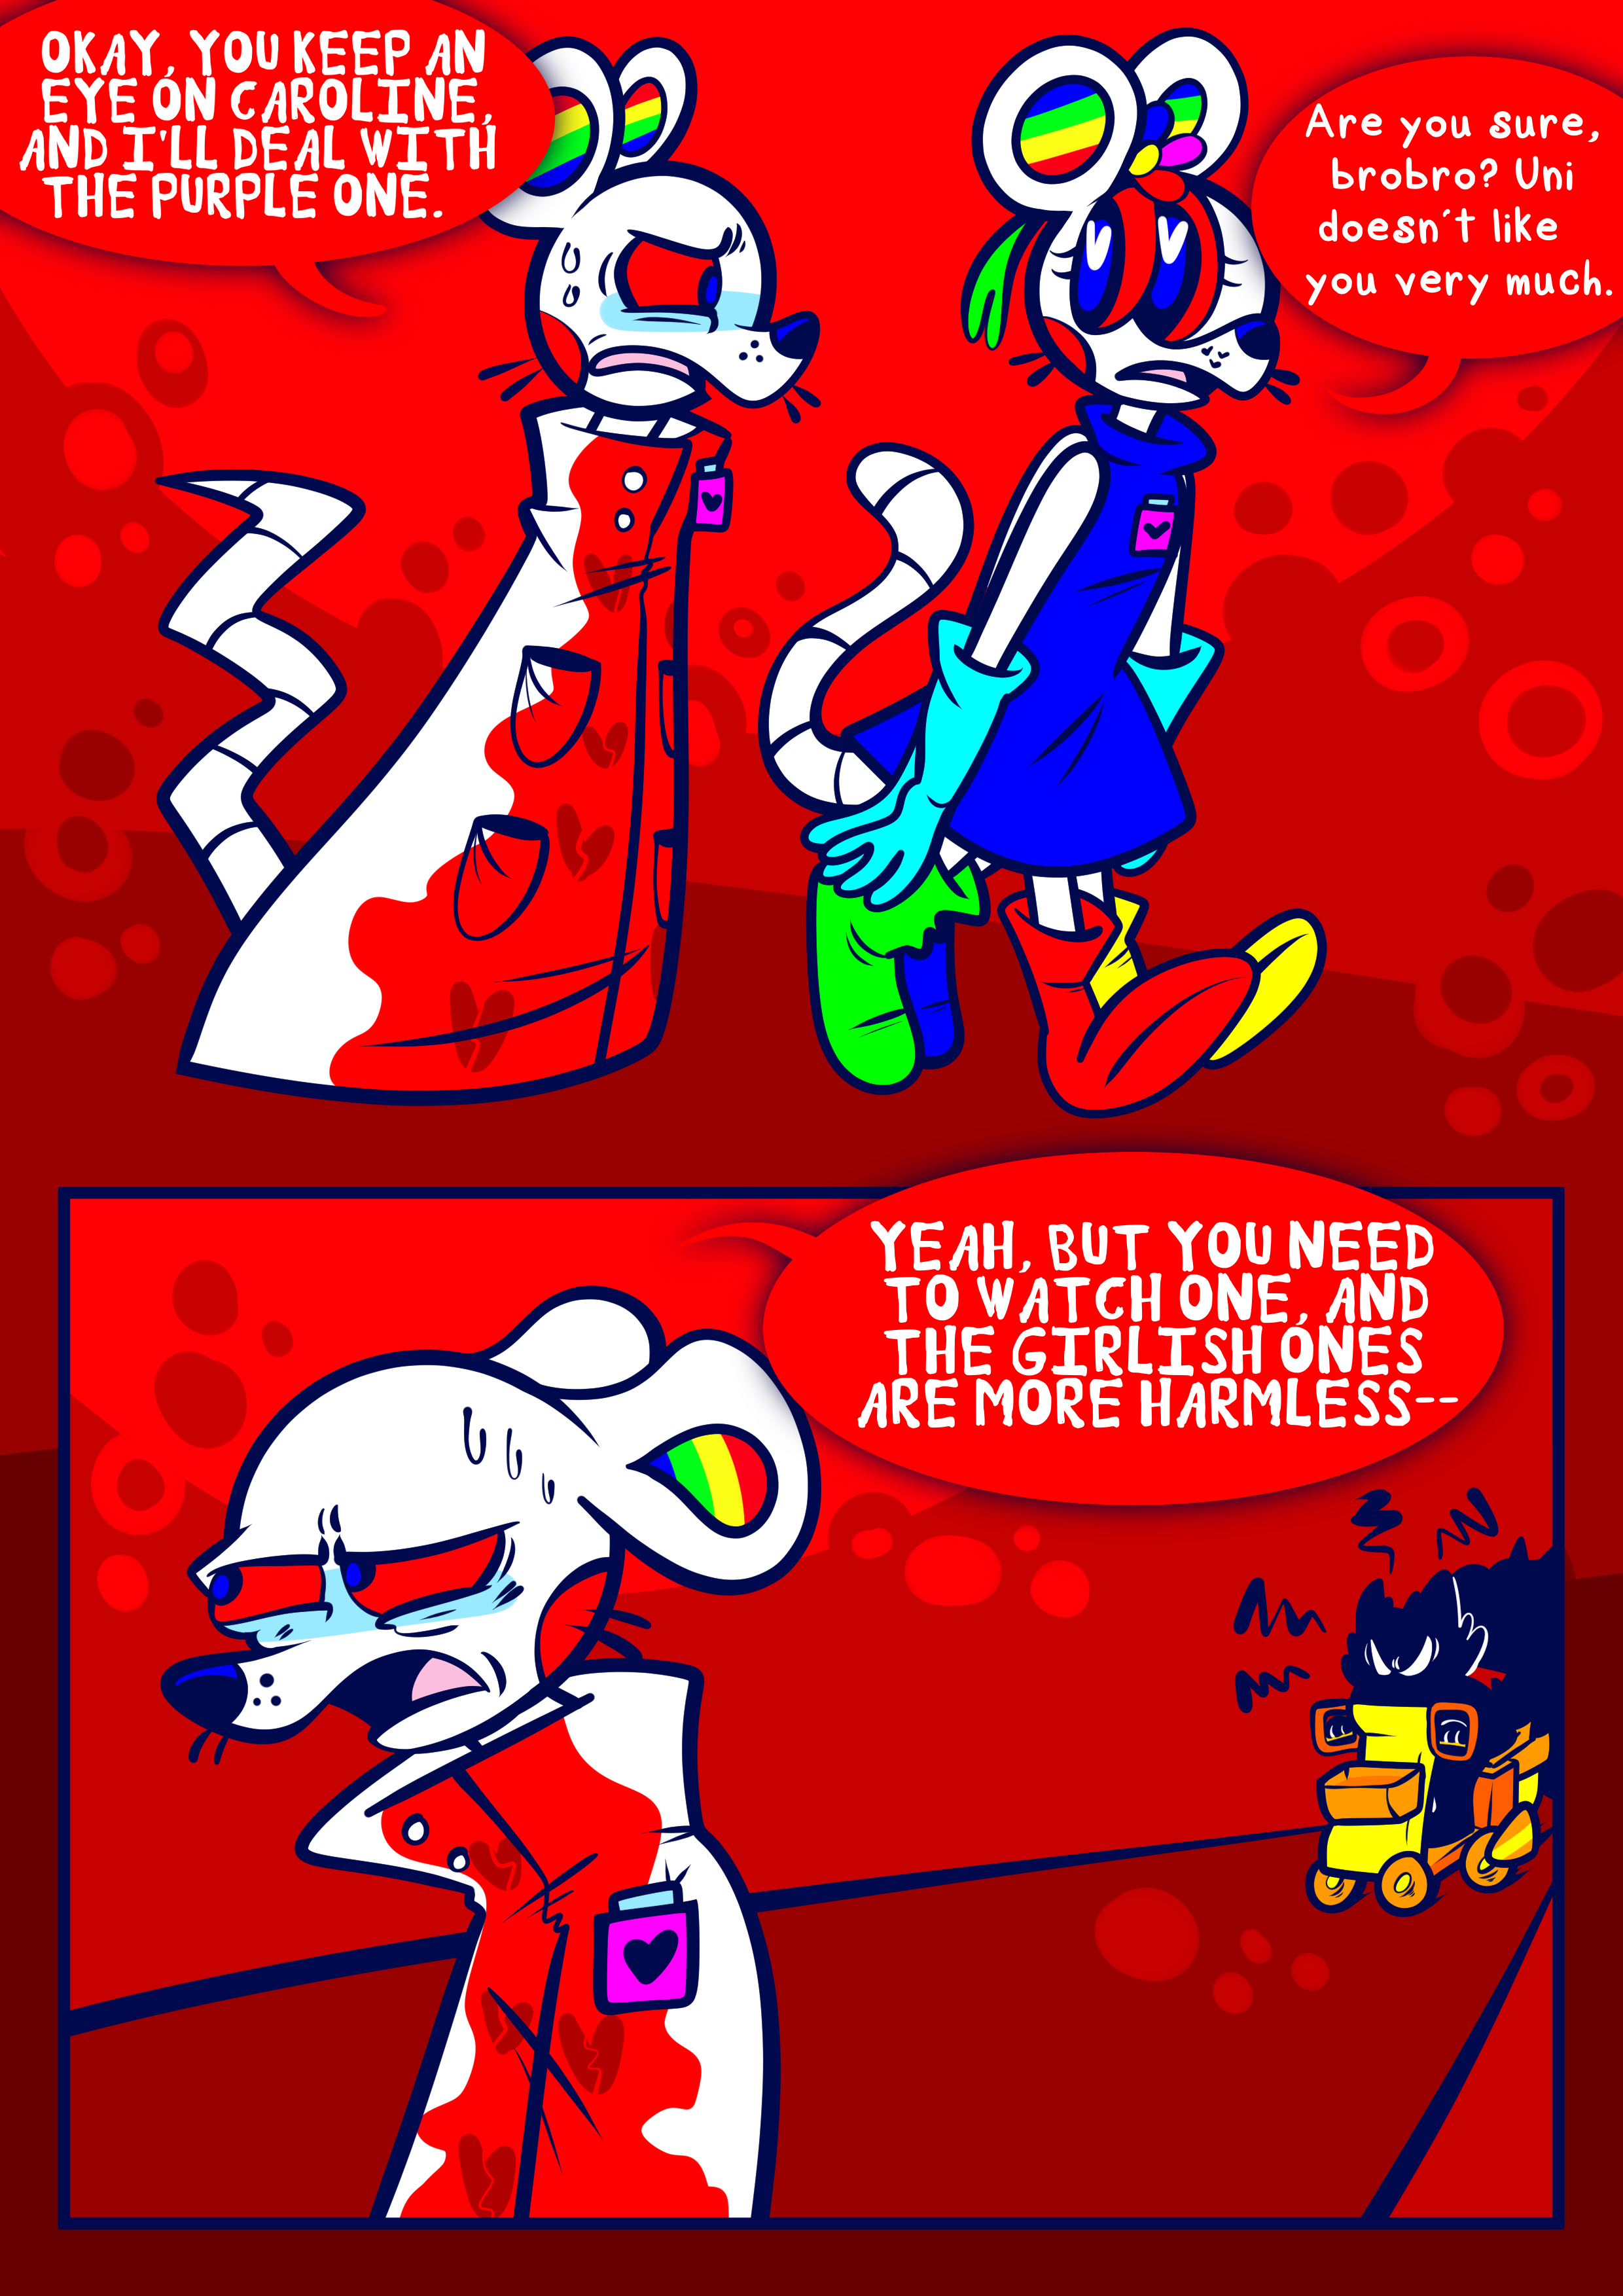 OKAY, YOU KEEP AN
EYE ON CAROLINE,
AND I'LL DEAL WITH
THE PURPLE ONE.
Are you sure,
brobro? Uni
doesn't like
you very much.
YEAH, BUT YOU NEED
TO WATCH ONE, AND
THE GIRLISH ONES
ARE MORE HARMLESS--